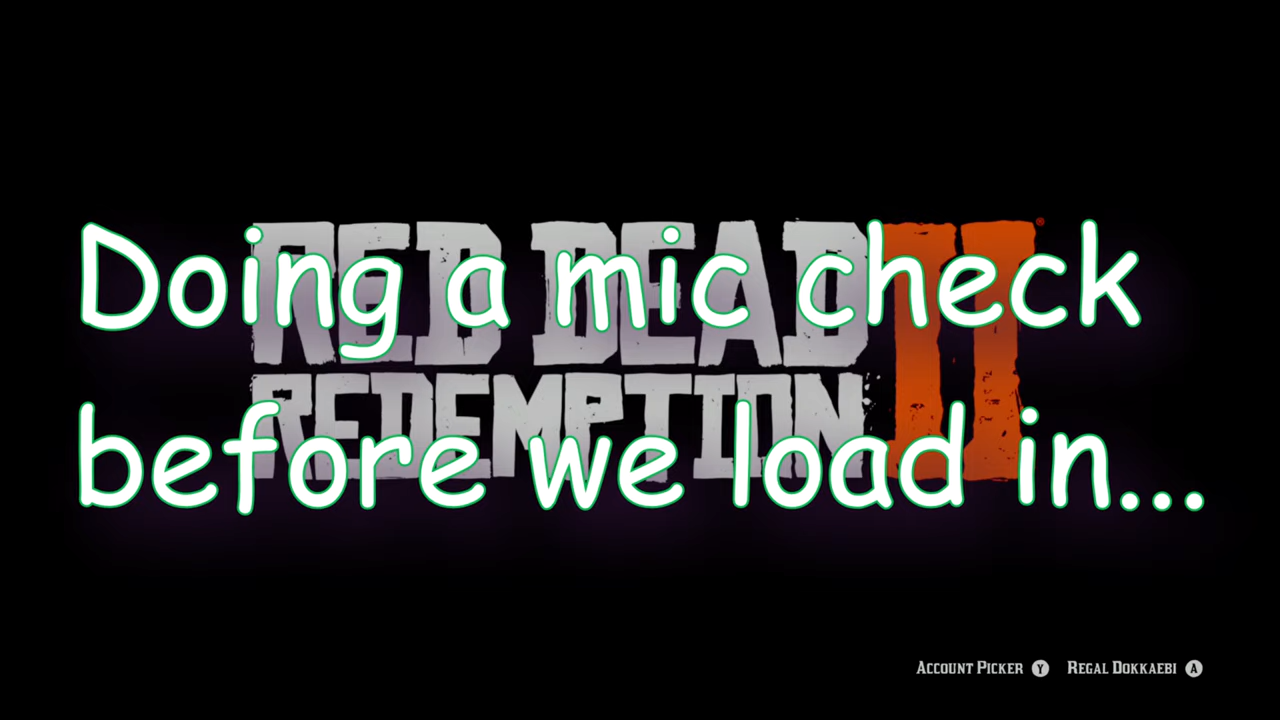 Doing a mic check
before we load in...
RED DEAD
REDEMPTION II
ACCOUNT PICKER Y REGAL DOKKAEBI A